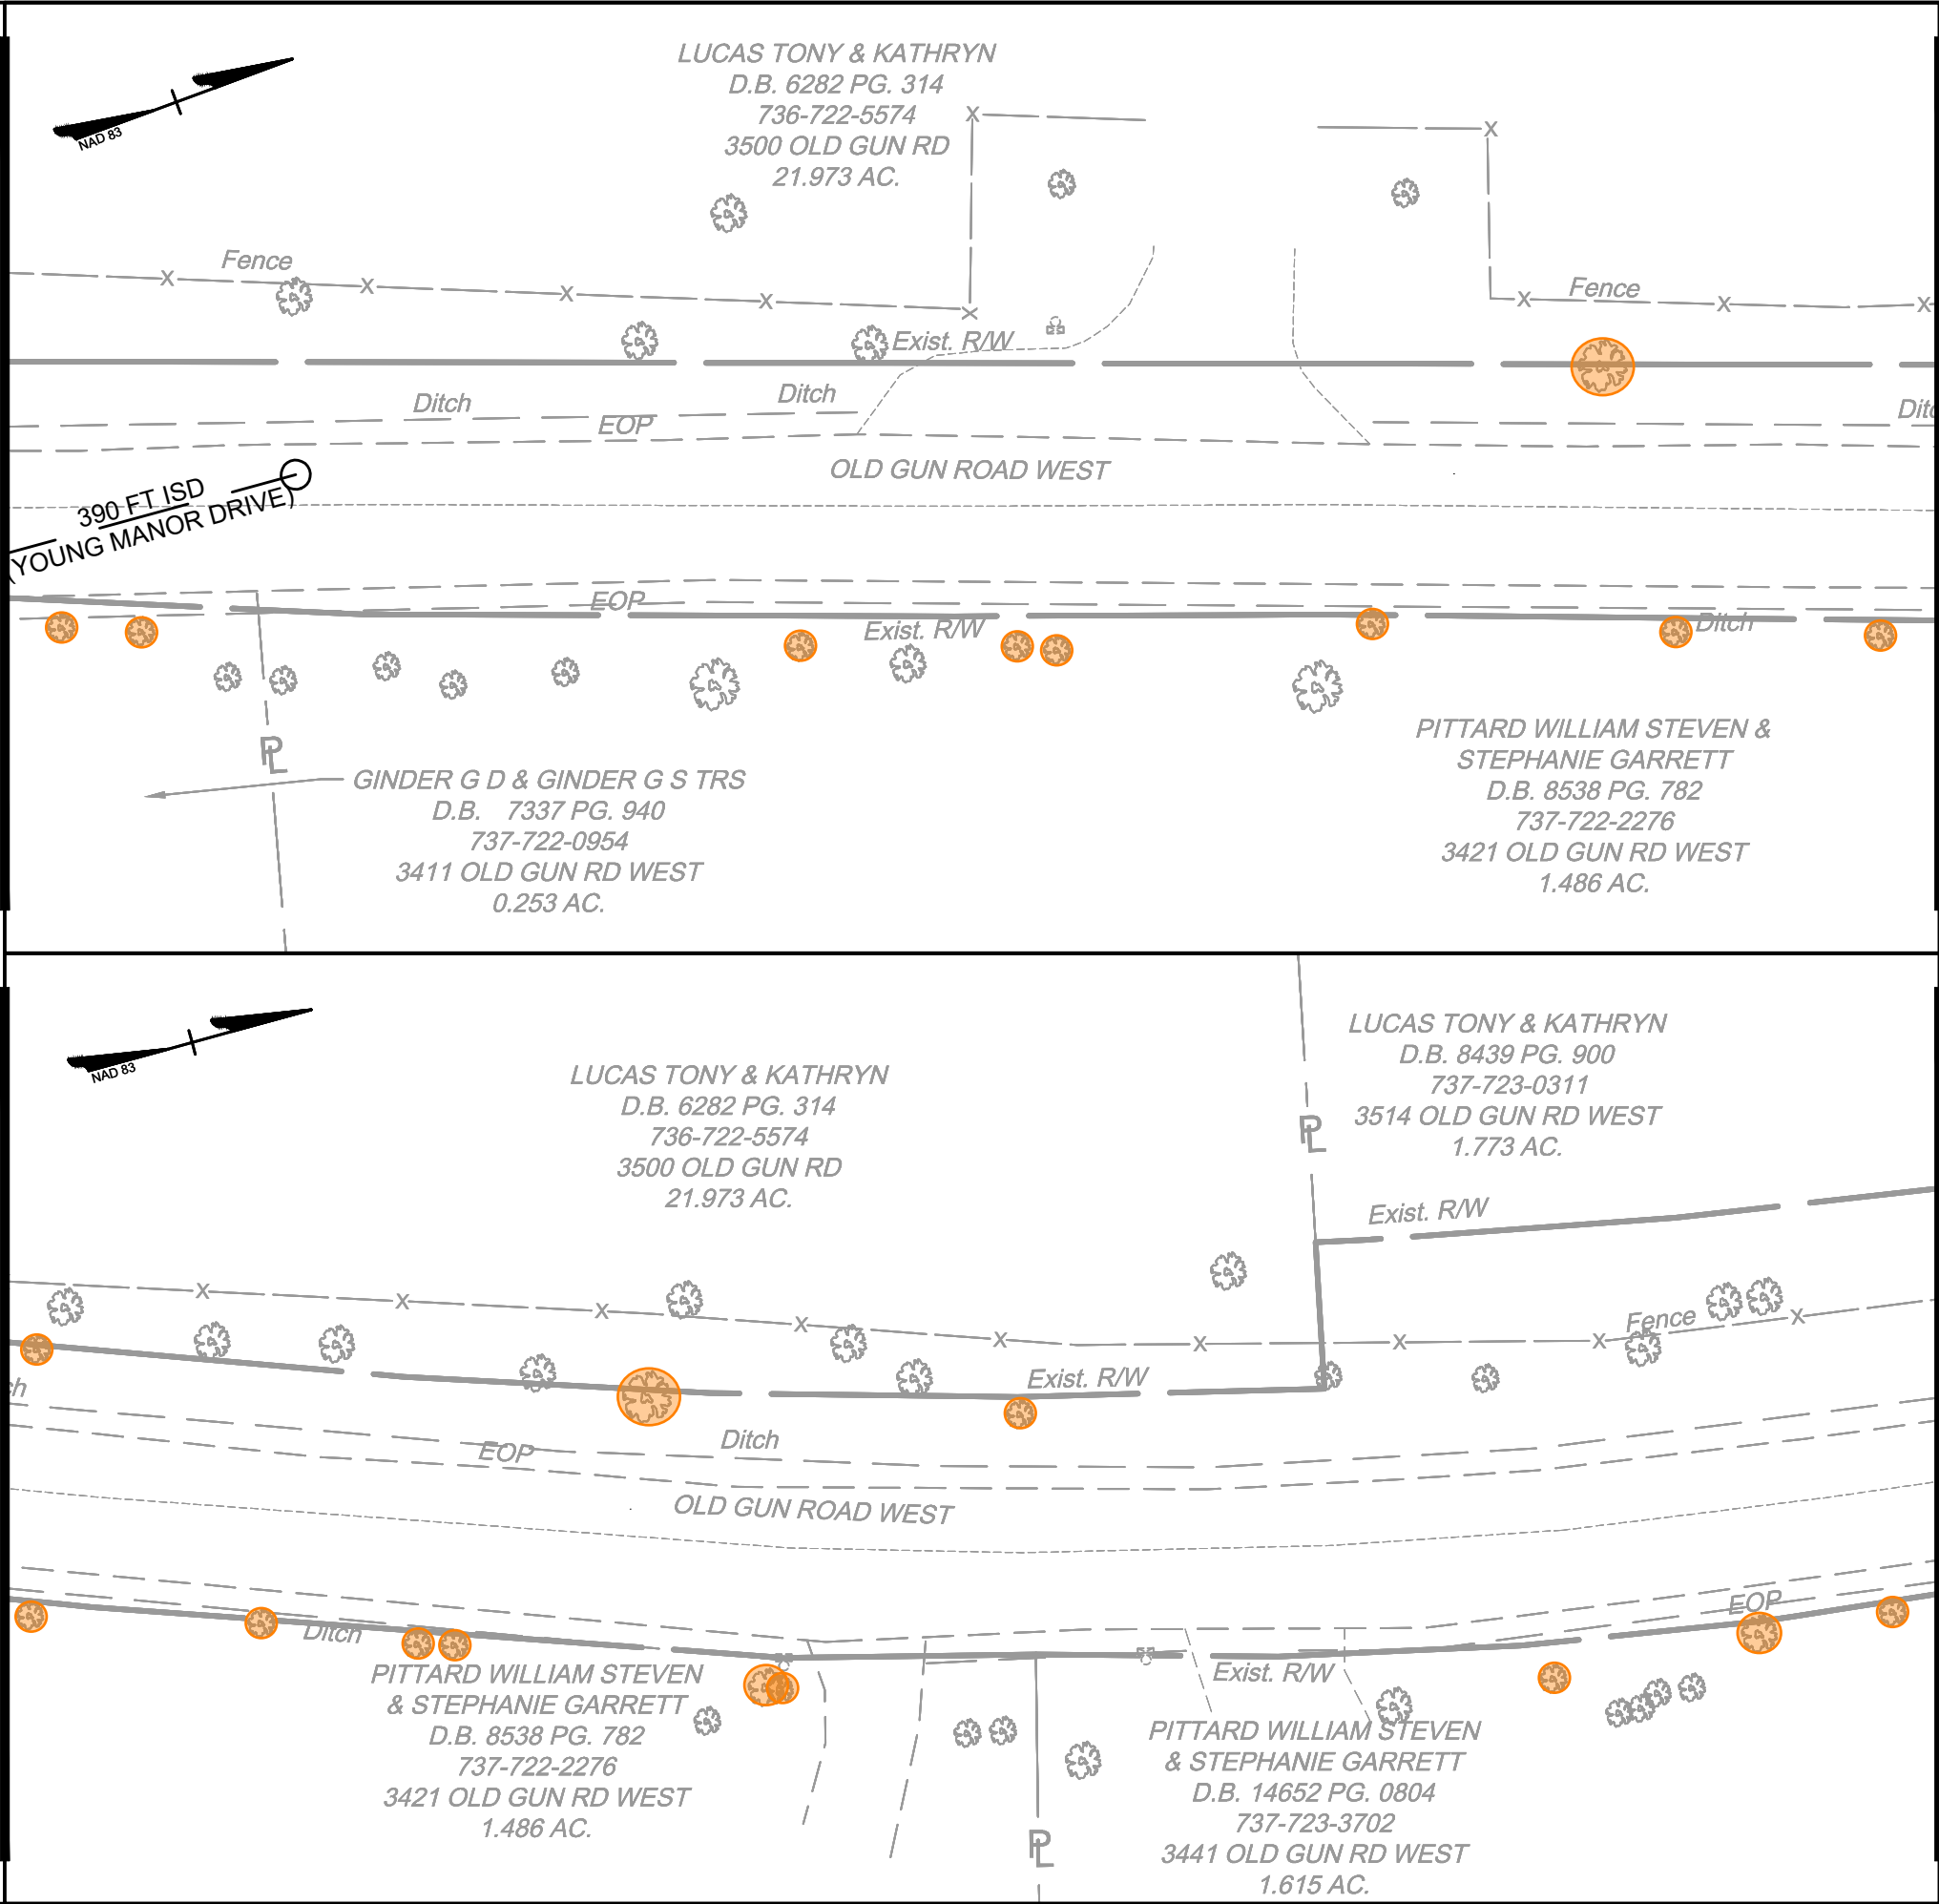 LUCAS TONY & KATHRYN
D.B. 6282 PG. 314
736-722-5574
3500 OLD GUN RD
21.973 AC.
NAD 83
X
X
Fence
Fence
X
X
X
X
X
X
X
X
Exist. R/W
Ditch
Ditch
EOP
Ditc
OLD GUN ROAD WEST
390 FT ISD
(YOUNG MANOR DRIVE)
EOP
Exist. R/W
Ditch
PL
GINDER G D & GINDER G S TRS
D.B. 7337 PG. 940
737-722-0954
3411 OLD GUN RD WEST
0.253 AC.
PITTARD WILLIAM STEVEN &
STEPHANIE GARRETT
D.B. 8538 PG. 782
737-722-2276
3421 OLD GUN RD WEST
1.486 AC.
NAD 83
LUCAS TONY & KATHRYN
D.B. 6282 PG. 314
736-722-5574
3500 OLD GUN RD
21.973 AC.
LUCAS TONY & KATHRYN
D.B. 8439 PG. 900
737-723-0311
3514 OLD GUN RD WEST
1.773 AC.
PL
Exist. R/W
X
X
X
X
X
X
X
X
X
Fence
Exist. R/W
ch
EOP
Ditch
OLD GUN ROAD WEST
Ditch
EOP
Exist. R/W
PITTARD WILLIAM STEVEN
& STEPHANIE GARRETT
D.B. 8538 PG. 782
737-722-2276
3421 OLD GUN RD WEST
1.486 AC.
PL
PITTARD WILLIAM STEVEN
& STEPHANIE GARRETT
D.B. 14652 PG. 0804
737-723-3702
3441 OLD GUN RD WEST
1.615 AC.